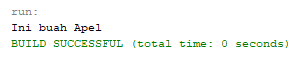 run:
Ini buah Apel
BUILD SUCCESSFUL (total time: 0 seconds)